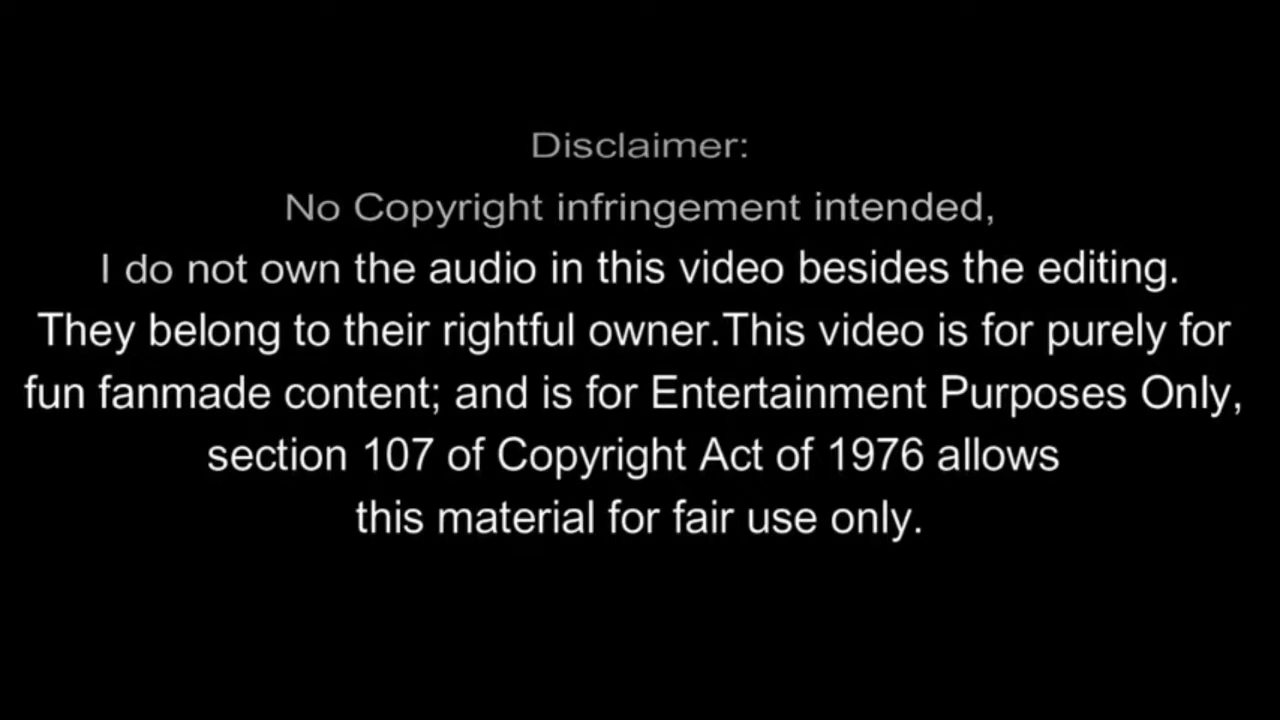 Disclaimer:
No Copyright infringement intended,
I do not own the audio in this video besides the editing.
They belong to their rightful owner.This video is for purely for
fun fanmade content; and is for Entertainment Purposes Only,
section 107 of Copyright Act of 1976 allows
this material for fair use only.